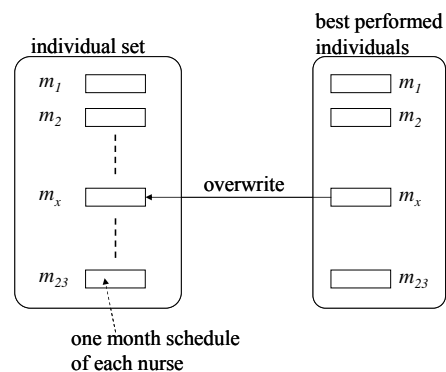 individual set
best performed
individuals
m1
m2
mx
m23
overwrite
m1
m2
mx
m23
one month schedule
of each nurse